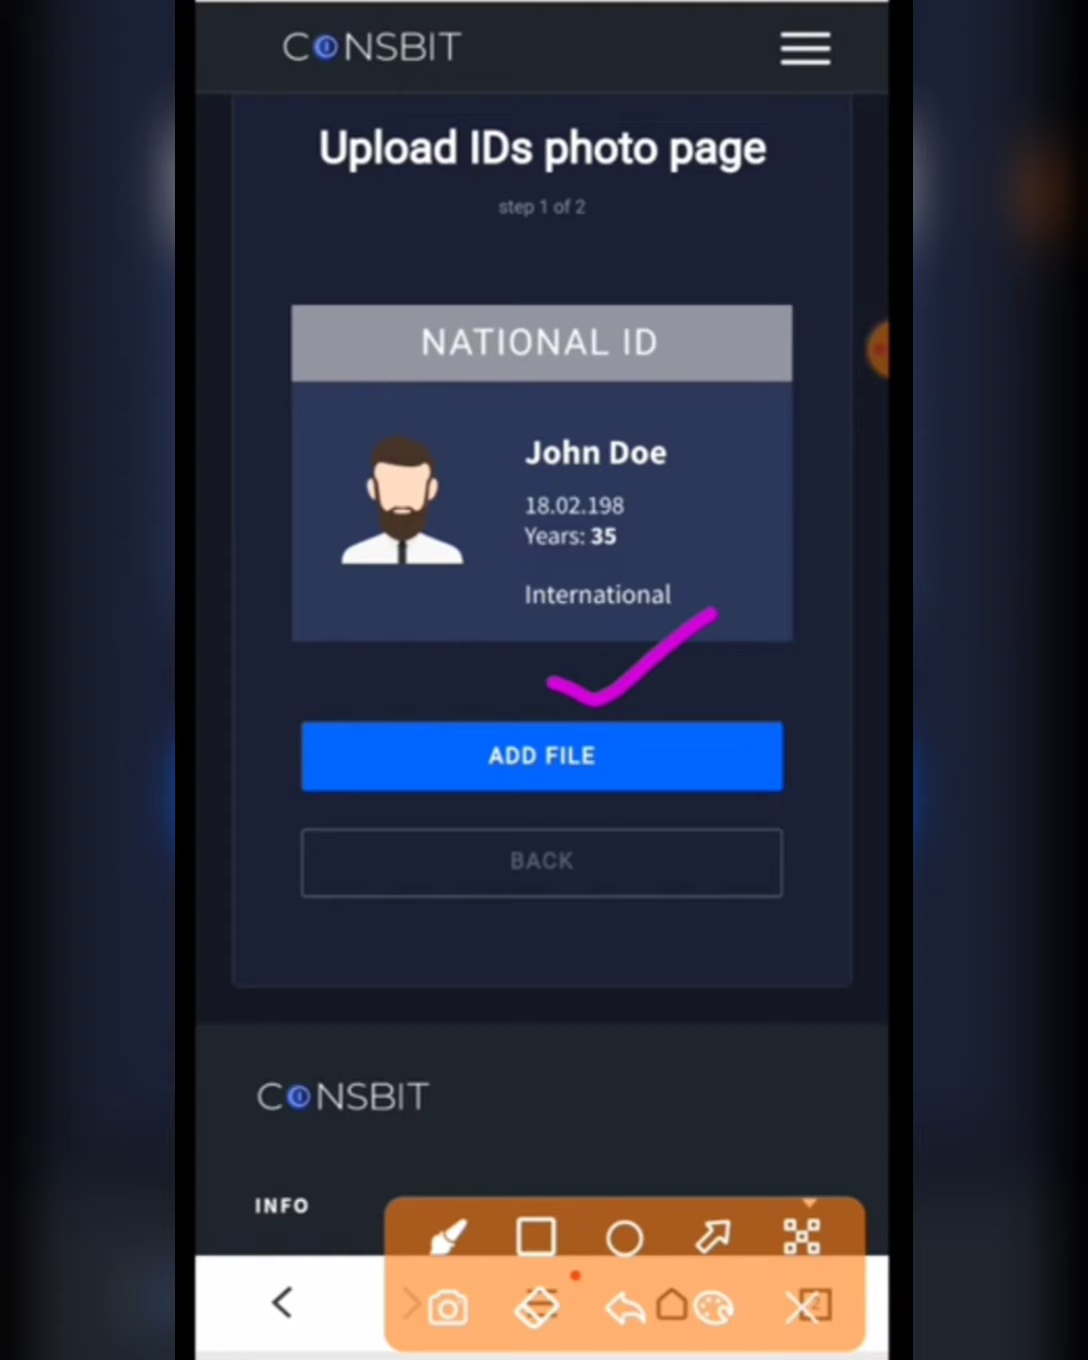 CONSBIT
Upload IDs photo page
step 1 of 2
NATIONAL ID
John Doe
18.02.198
Years: 35
International
ADD FILE
BACK
CONSBIT
INFO